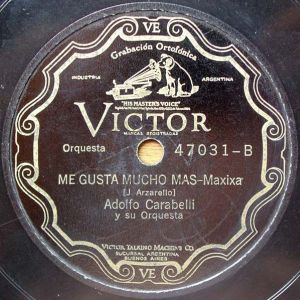 VE
Grabación Ortofónica
INDUSTRIA
ARGENTINA
"HIS MASTER'S VOICE"
VICTOR
MARCAS REGISTRADAS
Orquesta
47031-B
ME GUSTA MUCHO MAS-Maxixa
(J. Arzarello)
Adolfo Carabelli
y su Orquesta
VICTOR TALKING MACHINE CO.
SUCURSAL ARGENTINA
BUENOS AIRES
VE